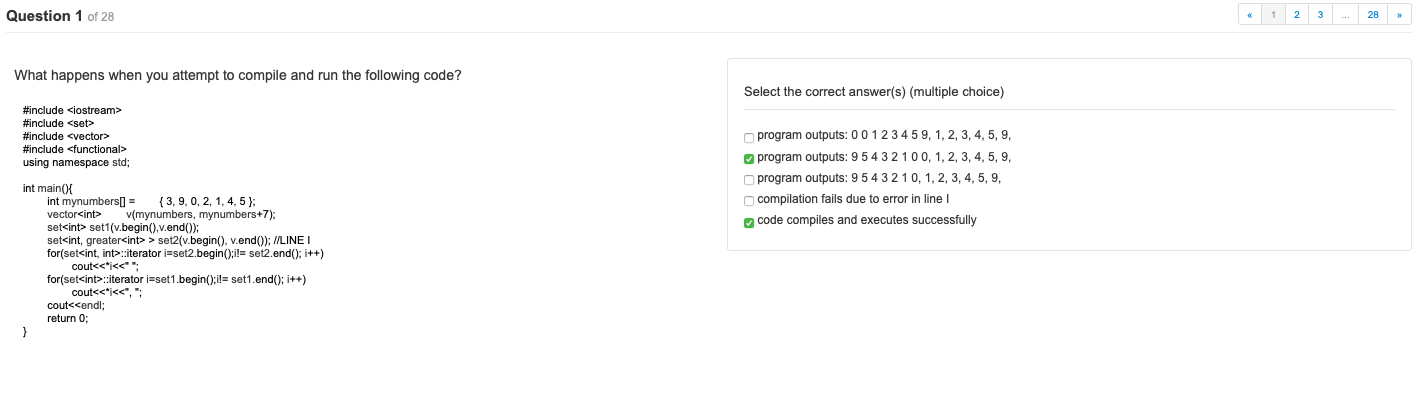 Question 1 of 28
« 1 2 3 ... 28 »
What happens when you attempt to compile and run the following code?
#include <iostream>
#include <set>
#include <vector>
#include <functional>
using namespace std;
int main(){
int mynumbers[] = { 3, 9, 0, 2, 1, 4, 5 };
vector<int> v(mynumbers, mynumbers+7);
set<int> set1(v.begin(),v.end());
set<int, greater<int> > set2(v.begin(), v.end()); //LINE I
for(set<int, int>::iterator i=set2.begin();i!= set2.end(); i++)
cout<<*i<<" ";
for(set<int>::iterator i=set1.begin();i!= set1.end(); i++)
cout<<*i<<", ";
cout<<endl;
return 0;
}
Select the correct answer(s) (multiple choice)
program outputs: 0 0 1 2 3 4 5 9, 1, 2, 3, 4, 5, 9,
program outputs: 9 5 4 3 2 1 0 0, 1, 2, 3, 4, 5, 9,
program outputs: 9 5 4 3 2 1 0, 1, 2, 3, 4, 5, 9,
compilation fails due to error in line I
code compiles and executes successfully